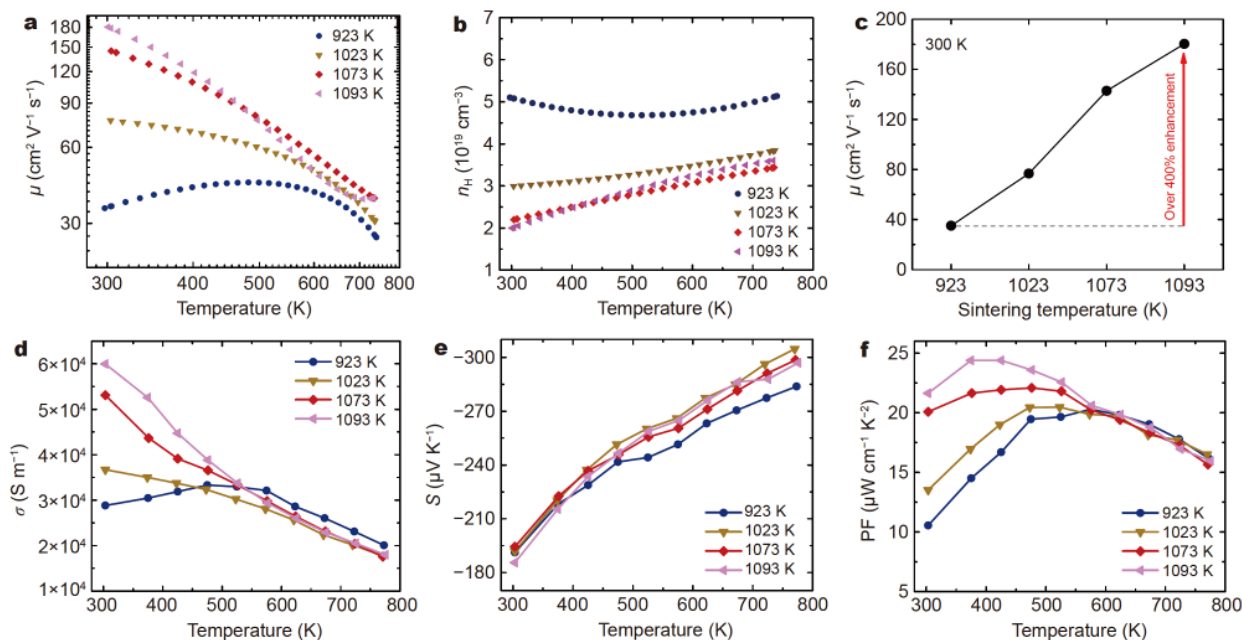 a
μ (cm² V⁻¹ s⁻¹)
180
150
120
90
60
30
923 K
1023 K
1073 K
1093 K
300
400
500
600
700
800
Temperature (K)
b
n_H (10¹⁹ cm⁻³)
7
6
5
4
3
2
1
923 K
1023 K
1073 K
1093 K
300
400
500
600
700
800
Temperature (K)
c
300 K
μ (cm² V⁻¹ s⁻¹)
200
160
120
80
40
0
Over 400% enhancement
923
1023
1073
1093
Sintering temperature (K)
d
σ (S m⁻¹)
6×10⁴
5×10⁴
4×10⁴
3×10⁴
2×10⁴
1×10⁴
923 K
1023 K
1073 K
1093 K
300
400
500
600
700
800
Temperature (K)
e
S (μV K⁻¹)
−300
−270
−240
−210
−180
923 K
1023 K
1073 K
1093 K
300
400
500
600
700
800
Temperature (K)
f
PF (μW cm⁻¹ K⁻²)
25
20
15
10
5
923 K
1023 K
1073 K
1093 K
300
400
500
600
700
800
Temperature (K)